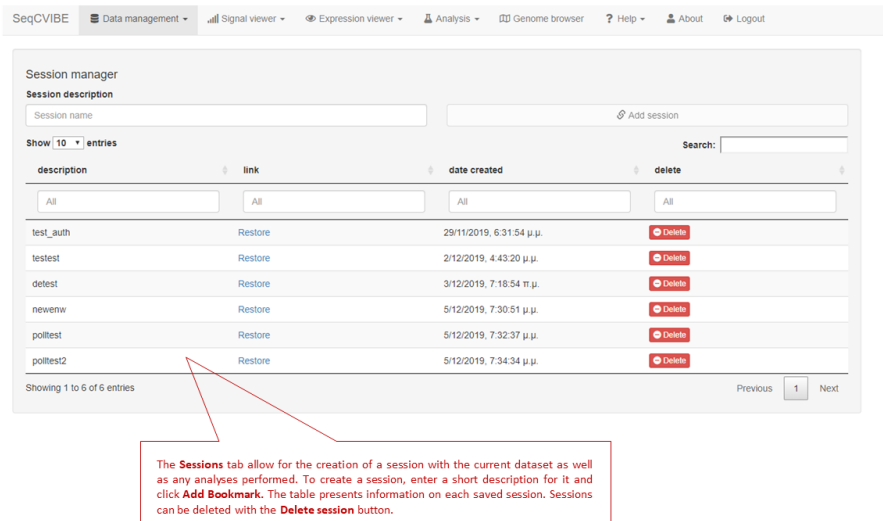 SeqCVIBE Data management Signal viewer Expression viewer Analysis Genome browser ? Help About Logout
Session manager
Session description
Session name Add session
Show 10 entries Search:
description link date created delete
All All All All
test_auth Restore 29/11/2019, 6:31:54 μ.μ. Delete
testest Restore 2/12/2019, 4:43:20 μ.μ. Delete
detest Restore 3/12/2019, 7:18:54 π.μ. Delete
newenw Restore 5/12/2019, 7:30:51 μ.μ. Delete
polltest Restore 5/12/2019, 7:32:37 μ.μ. Delete
polltest2 Restore 5/12/2019, 7:34:34 μ.μ. Delete
Showing 1 to 6 of 6 entries Previous 1 Next
The Sessions tab allow for the creation of a session with the current dataset as well
as any analyses performed. To create a session, enter a short description for it and
click Add Bookmark. The table presents information on each saved session. Sessions
can be deleted with the Delete session button.